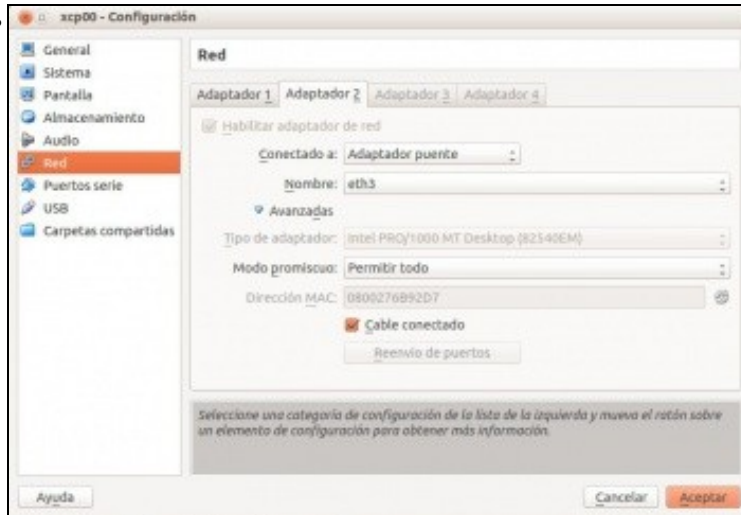 xcp00 - Configuración
General
Sistema
Pantalla
Almacenamiento
Audio
Red
Puertos serie
USB
Carpetas compartidas
Red
Adaptador 1 Adaptador 2 Adaptador 3 Adaptador 4
Habilitar adaptador de red
Conectado a: Adaptador puente
Nombre: eth3
Avanzadas
Tipo de adaptador: Intel PRO/1000 MT Desktop (82540EM)
Modo promiscuo: Permitir todo
Dirección MAC: 0800276B92D7
Cable conectado
Reenvío de puertos
Seleccione una categoría de configuración de la lista de la izquierda y mueva el ratón sobre
un elemento de configuración para obtener más información.
Ayuda Cancelar Aceptar